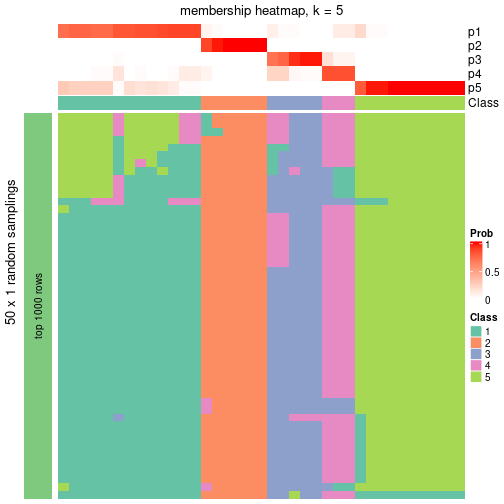 membership heatmap, k = 5
p1
p2
p3
p4
p5
Class
50 x 1 random samplings
top 1000 rows
Prob
1
0.5
0
Class
1
2
3
4
5